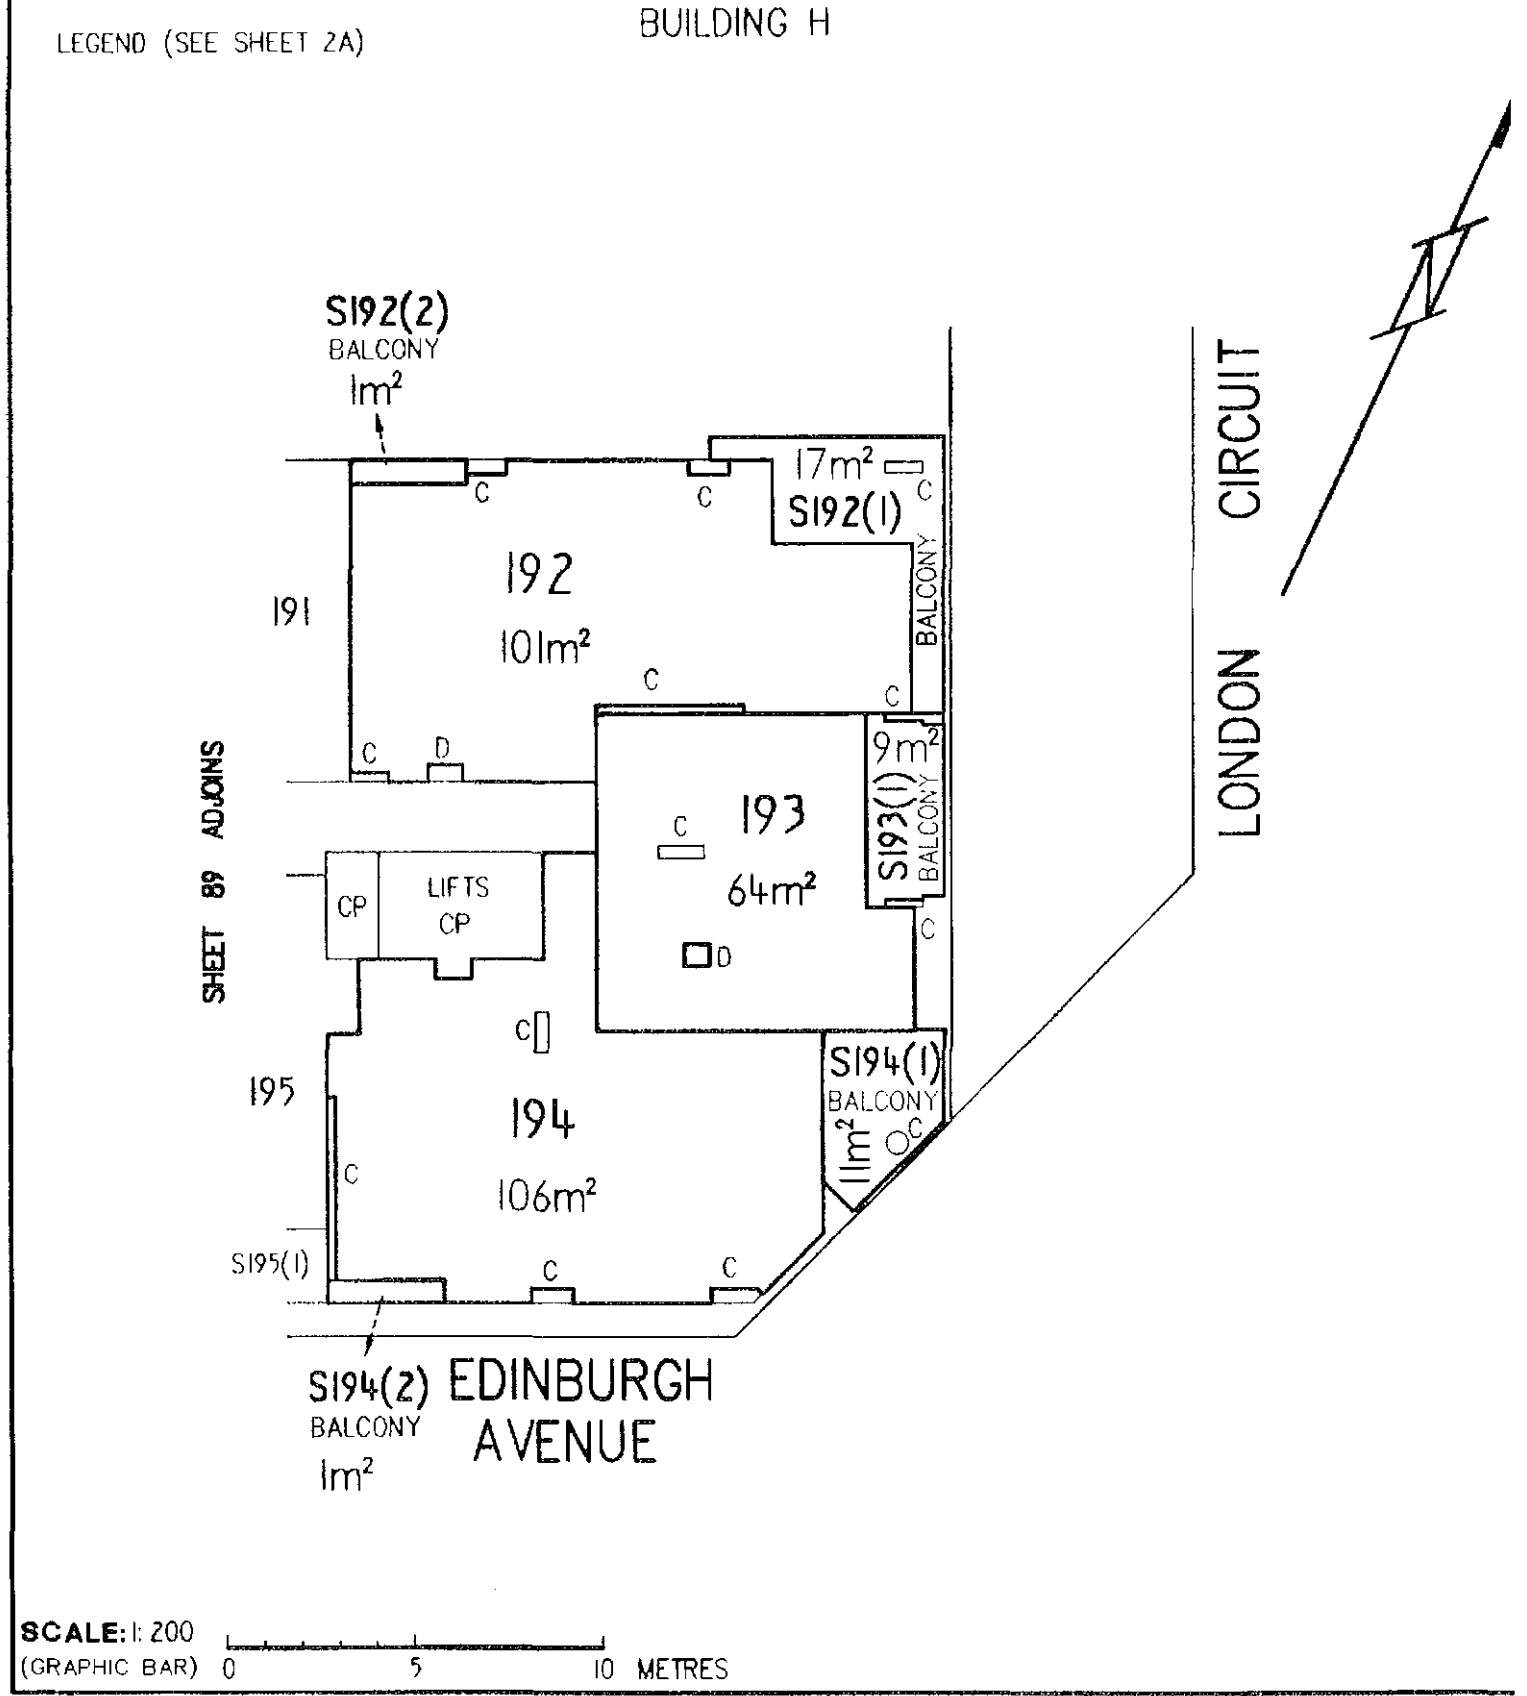 BUILDING H
LEGEND (SEE SHEET 2A)
S192(2)
BALCONY
1m²
17m²
C
S192(1)
BALCONY
C
C
192
101m²
191
C
C
C
D
9m²
S193(1)
BALCONY
193
C
64m²
D
C
CP
LIFTS
CP
SHEET 89 ADJOINS
C
S194(1)
BALCONY
11m²
C
195
194
106m²
C
S195(1)
C
C
S194(2)
BALCONY
1m²
EDINBURGH
AVENUE
LONDON CIRCUIT
N
SCALE: 1: 200
(GRAPHIC BAR) 0 5 10 METRES